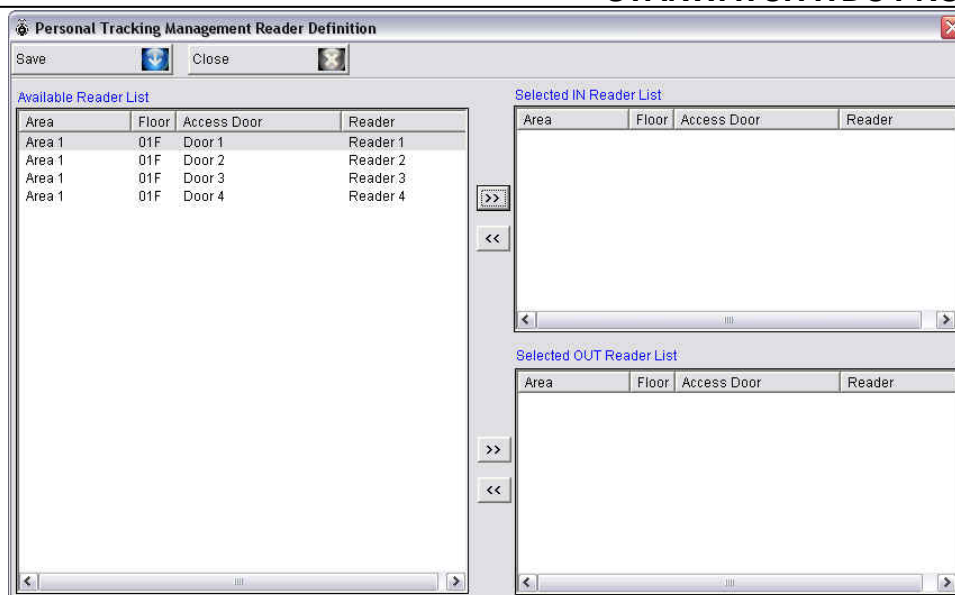 Personal Tracking Management Reader Definition
Save Close
Available Reader List
Area Floor Access Door Reader
Area 1 01F Door 1 Reader 1
Area 1 01F Door 2 Reader 2
Area 1 01F Door 3 Reader 3
Area 1 01F Door 4 Reader 4
>>
<<
Selected IN Reader List
Area Floor Access Door Reader
Selected OUT Reader List
Area Floor Access Door Reader
>>
<<